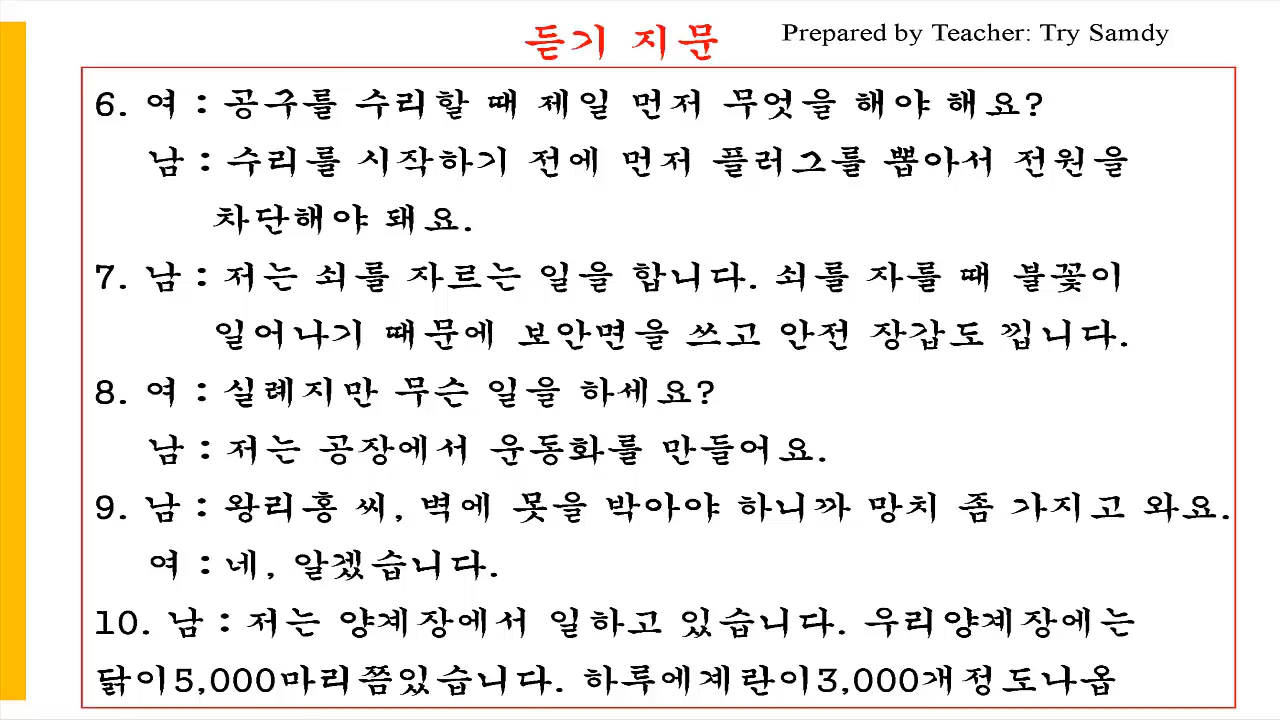 듣기 지문
Prepared by Teacher: Try Samdy
6. 여 : 공구를 수리할 때 제일 먼저 무엇을 해야 해요?
남 : 수리를 시작하기 전에 먼저 플러그를 뽑아서 전원을
차단해야 돼요.
7. 남 : 저는 쇠를 자르는 일을 합니다. 쇠를 자를 때 불꽃이
일어나기 때문에 보안면을 쓰고 안전 장갑도 낍니다.
8. 여 : 실례지만 무슨 일을 하세요?
남 : 저는 공장에서 운동화를 만들어요.
9. 남 : 왕리홍 씨, 벽에 못을 박아야 하니까 망치 좀 가지고 와요.
여 : 네, 알겠습니다.
10. 남 : 저는 양계장에서 일하고 있습니다. 우리양계장에는
닭이5,000마리쯤있습니다. 하루에계란이3,000개정도나옵